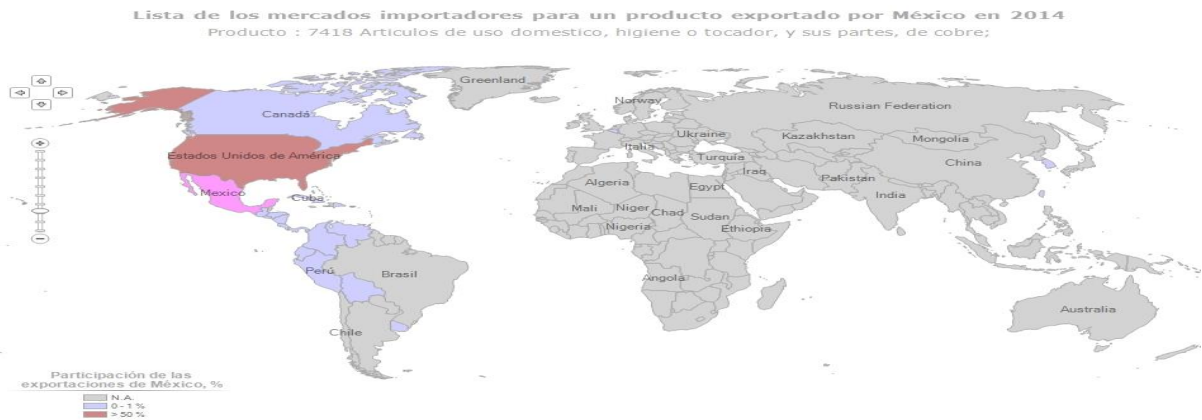 Lista de los mercados importadores para un producto exportado por México en 2014
Producto : 7418 Articulos de uso domestico, higiene o tocador, y sus partes, de cobre;
Greenland
Norway
Russian Federation
Canadá
Ukraine
Kazakhstan
Mongolia
Italia
Estados Unidos de América
Turquía
China
Iraq
Pakistan
Mexico
Algeria
Egypt
India
Cuba
Mali
Niger
Chad
Sudan
Nigeria
Ethiopia
Perú
Brasil
Angola
Australia
Chile
Participación de las
exportaciones de México, %
N.A.
0 - 1 %
> 50 %